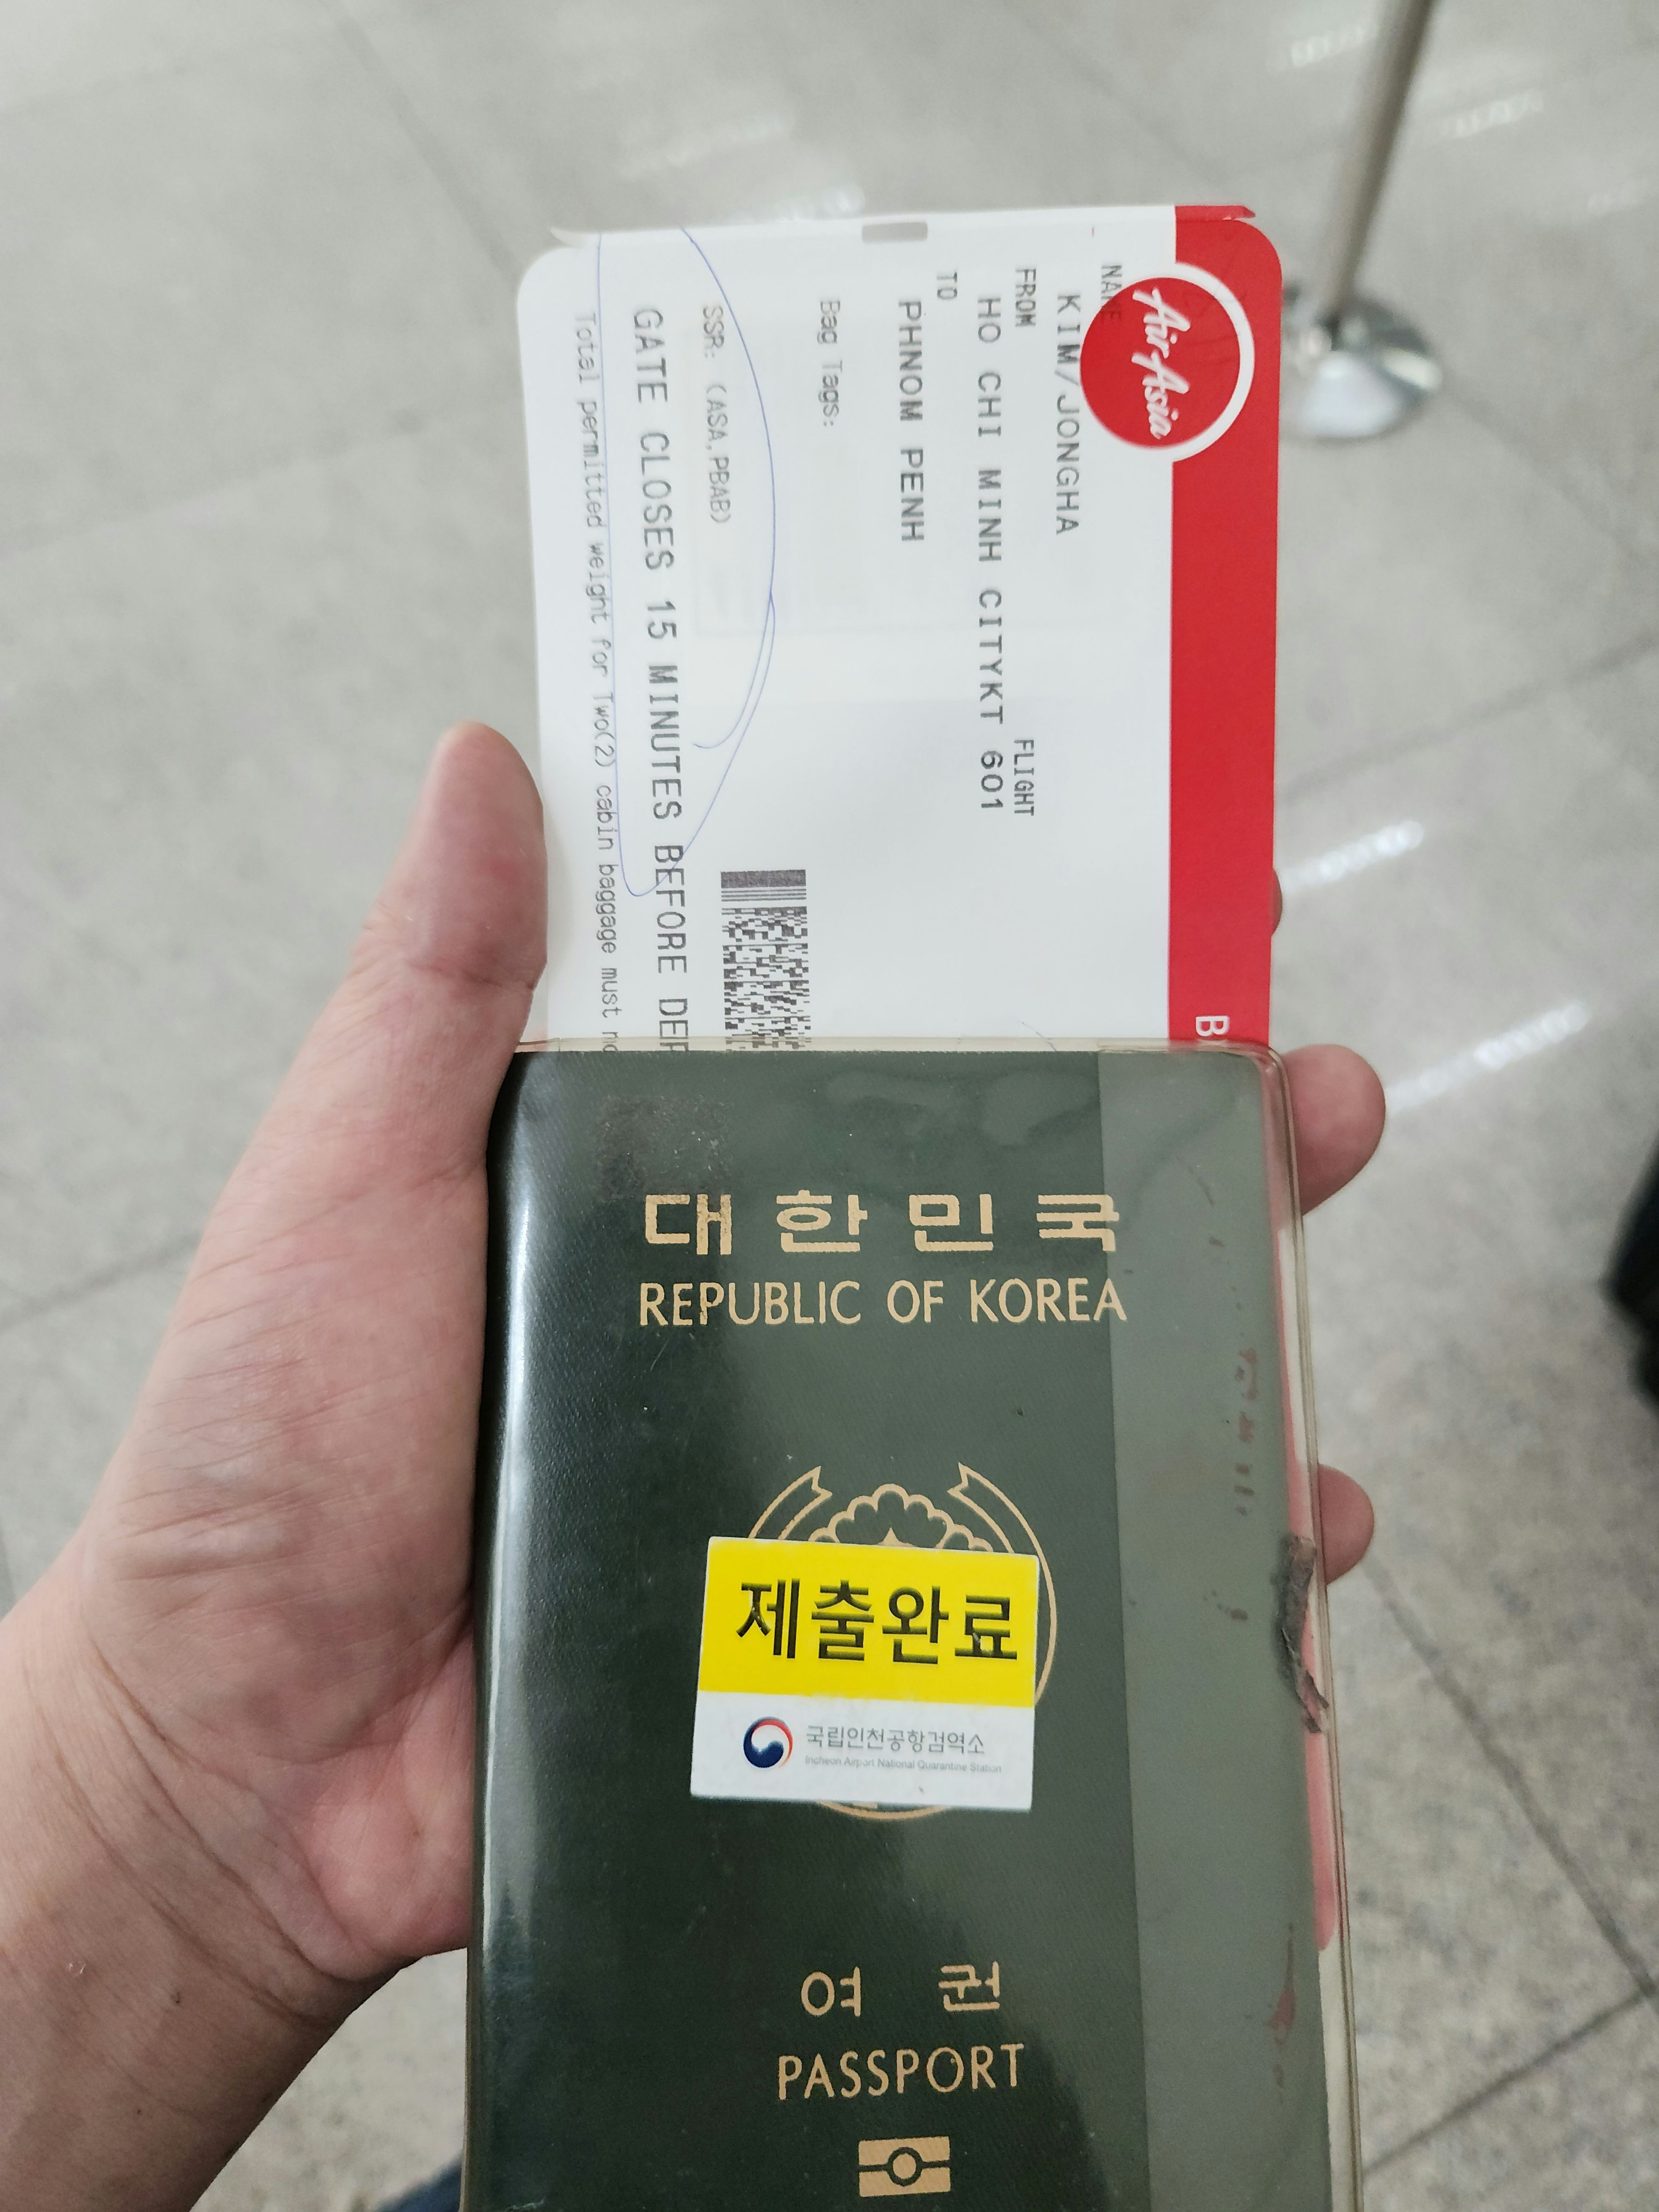 AirAsia
NAME
KIM/JONGHA
FROM
FLIGHT
HO CHI MINH CITYKT 601
TO
PHNOM PENH
Bag Tags:
SSR: (ASA,PBAB)
GATE CLOSES 15 MINUTES BEFORE DEP
Total permitted weight for Two(2) cabin baggage must
대한민국
REPUBLIC OF KOREA
제출완료
국립인천공항검역소
Incheon Airport National Quarantine Station
여권
PASSPORT